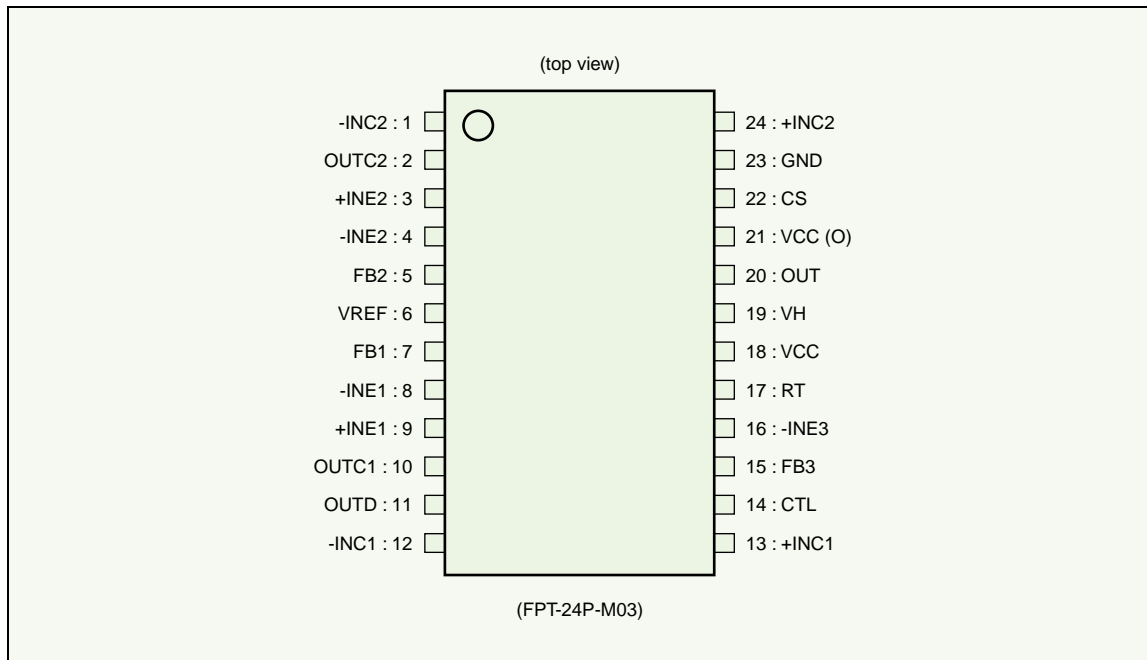 (top view)
-INC2 : 1
OUTC2 : 2
+INE2 : 3
-INE2 : 4
FB2 : 5
VREF : 6
FB1 : 7
-INE1 : 8
+INE1 : 9
OUTC1 : 10
OUTD : 11
-INC1 : 12
24 : +INC2
23 : GND
22 : CS
21 : VCC (O)
20 : OUT
19 : VH
18 : VCC
17 : RT
16 : -INE3
15 : FB3
14 : CTL
13 : +INC1
(FPT-24P-M03)